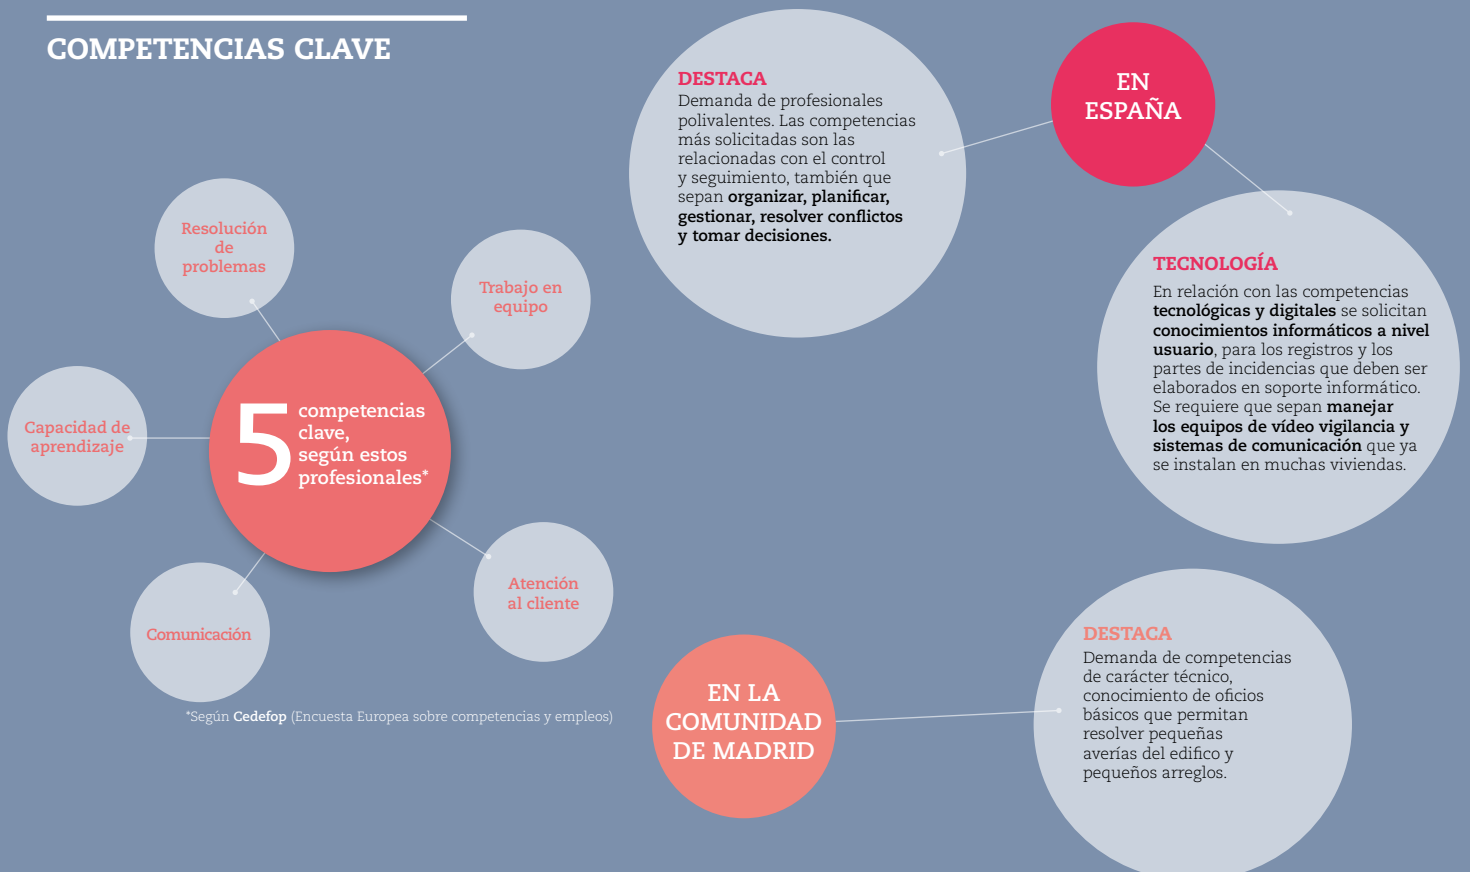 COMPETENCIAS CLAVE
Resolución
de
problemas
Trabajo en
equipo
Capacidad de
aprendizaje
5 competencias
clave,
según estos
profesionales*
Atención
al cliente
Comunicación
*Según Cedefop (Encuesta Europea sobre competencias y empleos)
EN
ESPAÑA
DESTACA
Demanda de profesionales
polivalentes. Las competencias
más solicitadas son las
relacionadas con el control
y seguimiento, también que
sepan organizar, planificar,
gestionar, resolver conflictos
y tomar decisiones.
TECNOLOGÍA
En relación con las competencias
tecnológicas y digitales se solicitan
conocimientos informáticos a nivel
usuario, para los registros y los
partes de incidencias que deben ser
elaborados en soporte informático.
Se requiere que sepan manejar
los equipos de vídeo vigilancia y
sistemas de comunicación que ya
se instalan en muchas viviendas.
EN LA
COMUNIDAD
DE MADRID
DESTACA
Demanda de competencias
de carácter técnico,
conocimiento de oficios
básicos que permitan
resolver pequeñas
averías del edifico y
pequeños arreglos.